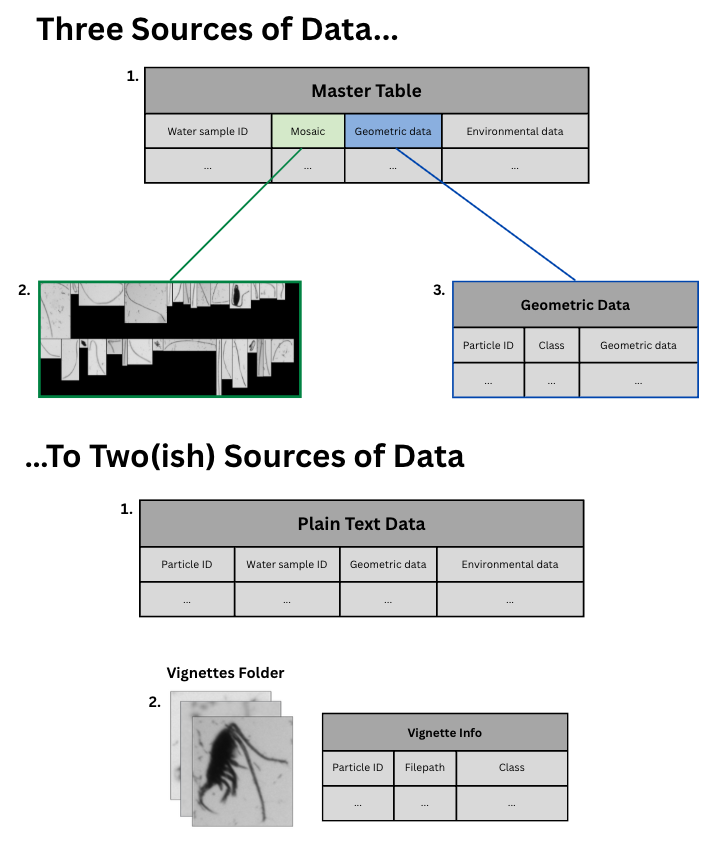 Three Sources of Data...
1.
Master Table
Water sample ID Mosaic Geometric data Environmental data
... ... ... ...
2.
3.
Geometric Data
Particle ID Class Geometric data
... ... ...
...To Two(ish) Sources of Data
1.
Plain Text Data
Particle ID Water sample ID Geometric data Environmental data
... ... ... ...
Vignettes Folder
2.
Vignette Info
Particle ID Filepath Class
... ... ...